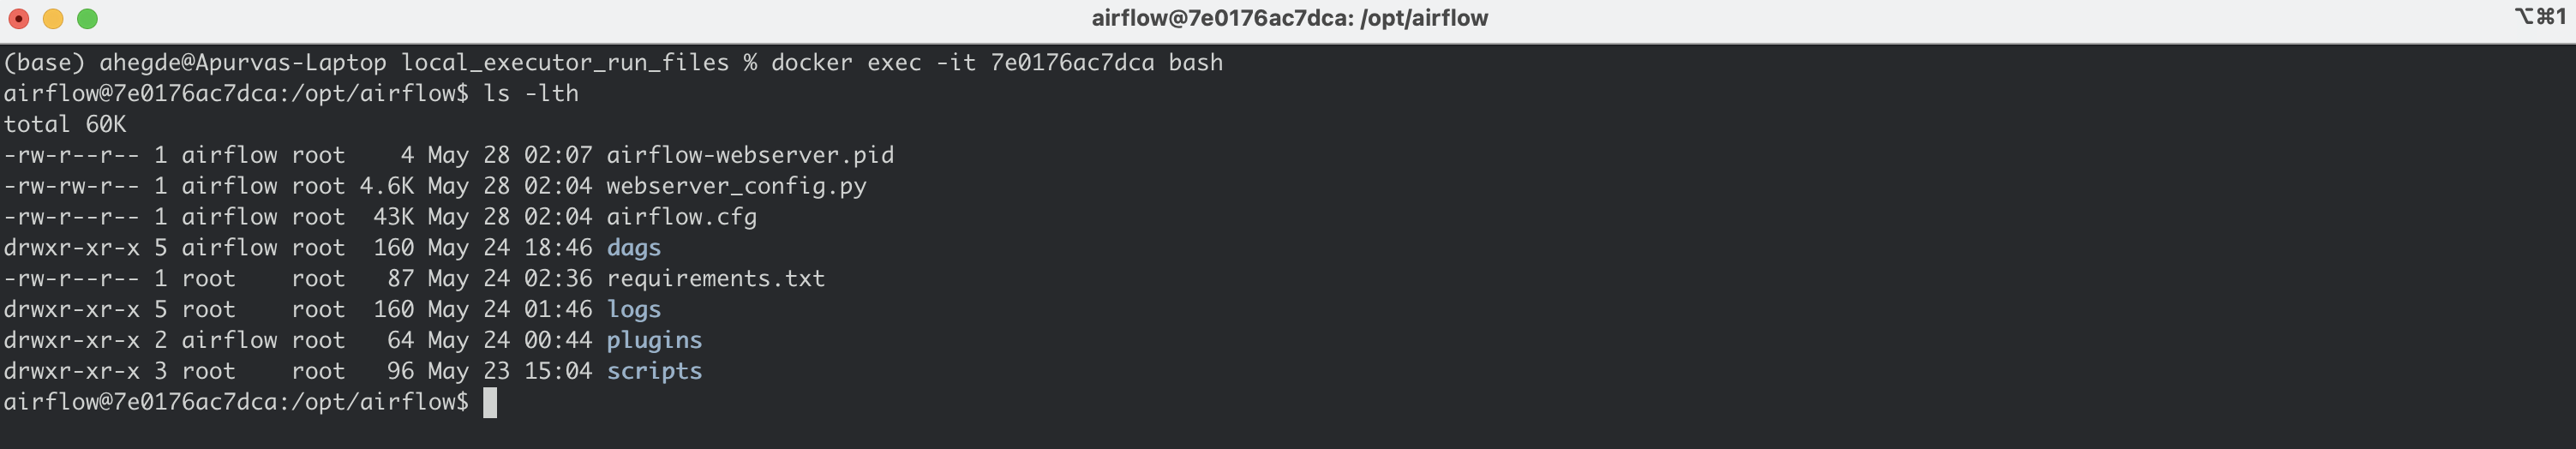 airflow@7e0176ac7dca: /opt/airflow
⌥⌘1
(base) ahegde@Apurvas-Laptop local_executor_run_files % docker exec -it 7e0176ac7dca bash
airflow@7e0176ac7dca:/opt/airflow$ ls -lth
total 60K
-rw-r--r-- 1 airflow root    4 May 28 02:07 airflow-webserver.pid
-rw-rw-r-- 1 airflow root 4.6K May 28 02:04 webserver_config.py
-rw-r--r-- 1 airflow root  43K May 28 02:04 airflow.cfg
drwxr-xr-x 5 airflow root  160 May 24 18:46 dags
-rw-r--r-- 1 root    root   87 May 24 02:36 requirements.txt
drwxr-xr-x 5 root    root  160 May 24 01:46 logs
drwxr-xr-x 2 airflow root   64 May 24 00:44 plugins
drwxr-xr-x 3 root    root   96 May 23 15:04 scripts
airflow@7e0176ac7dca:/opt/airflow$